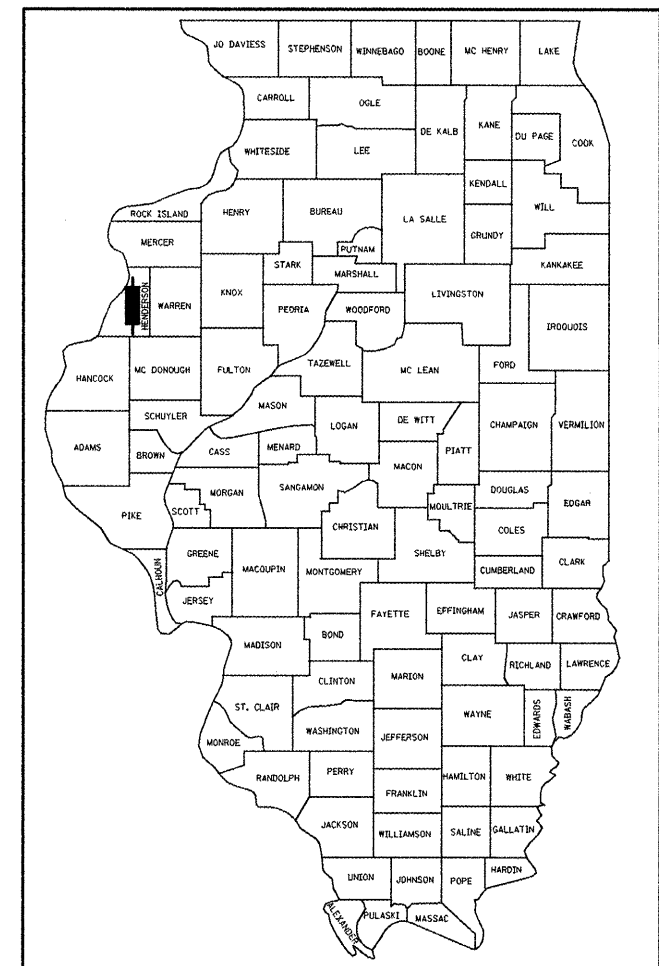 JO DAVIESS STEPHENSON WINNEBAGO BOONE MC HENRY LAKE
CARROLL OGLE DE KALB KANE DU PAGE COOK
WHITESIDE LEE
KENDALL WILL
ROCK ISLAND HENRY BUREAU LA SALLE GRUNDY
MERCER PUTNAM
STARK MARSHALL KANKAKEE
HENDERSON WARREN KNOX PEORIA WOODFORD LIVINGSTON IROQUOIS
HANCOCK MC DONOUGH FULTON TAZEWELL MC LEAN FORD
SCHUYLER MASON LOGAN DE WITT CHAMPAIGN VERMILION
ADAMS BROWN CASS MENARD MACON PIATT
PIKE SCOTT MORGAN SANGAMON CHRISTIAN MOULTRIE DOUGLAS EDGAR
COLES
CALHOUN GREENE MACOUPIN MONTGOMERY SHELBY CUMBERLAND CLARK
JERSEY FAYETTE EFFINGHAM JASPER CRAWFORD
MADISON BOND
CLAY RICHLAND LAWRENCE
CLINTON MARION
ST. CLAIR WAYNE EDWARDS WABASH
MONROE WASHINGTON JEFFERSON
RANDOLPH PERRY HAMILTON WHITE
FRANKLIN
JACKSON WILLIAMSON SALINE GALLATIN
UNION JOHNSON POPE HARDIN
ALEXANDER PULASKI MASSAC